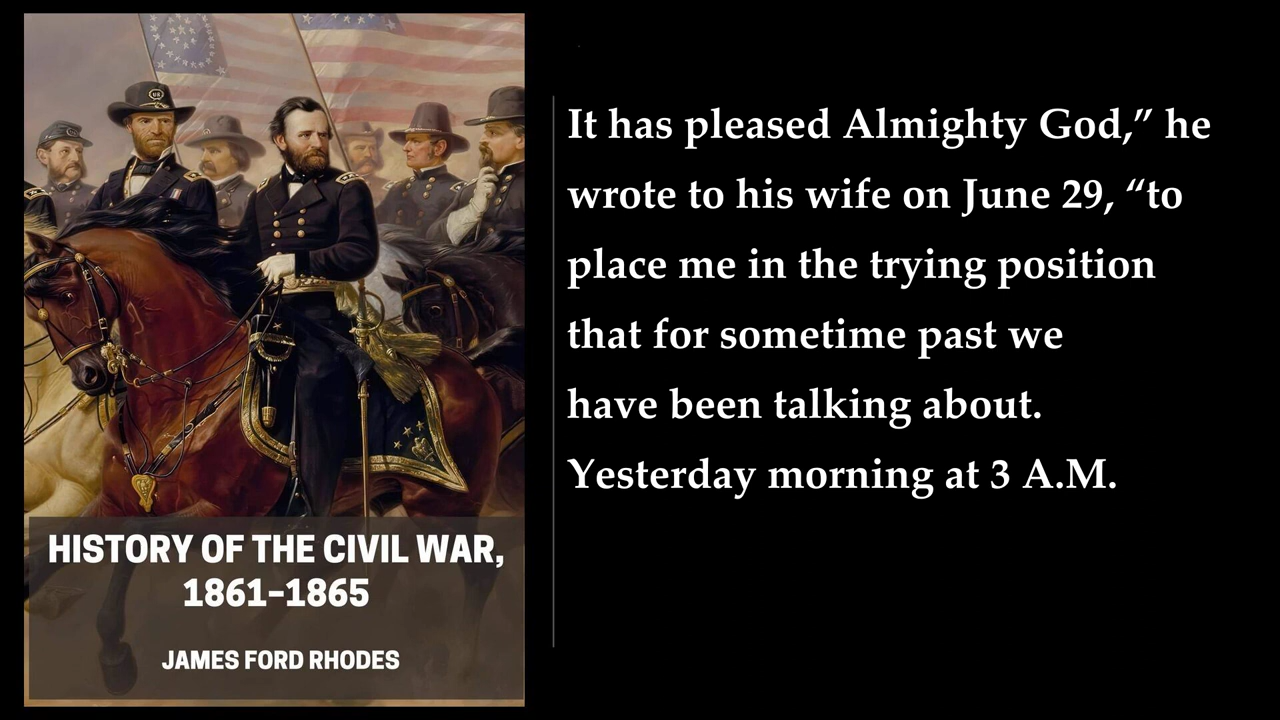 HISTORY OF THE CIVIL WAR,
1861–1865
JAMES FORD RHODES
It has pleased Almighty God,” he
wrote to his wife on June 29, “to
place me in the trying position
that for sometime past we
have been talking about.
Yesterday morning at 3 A.M.